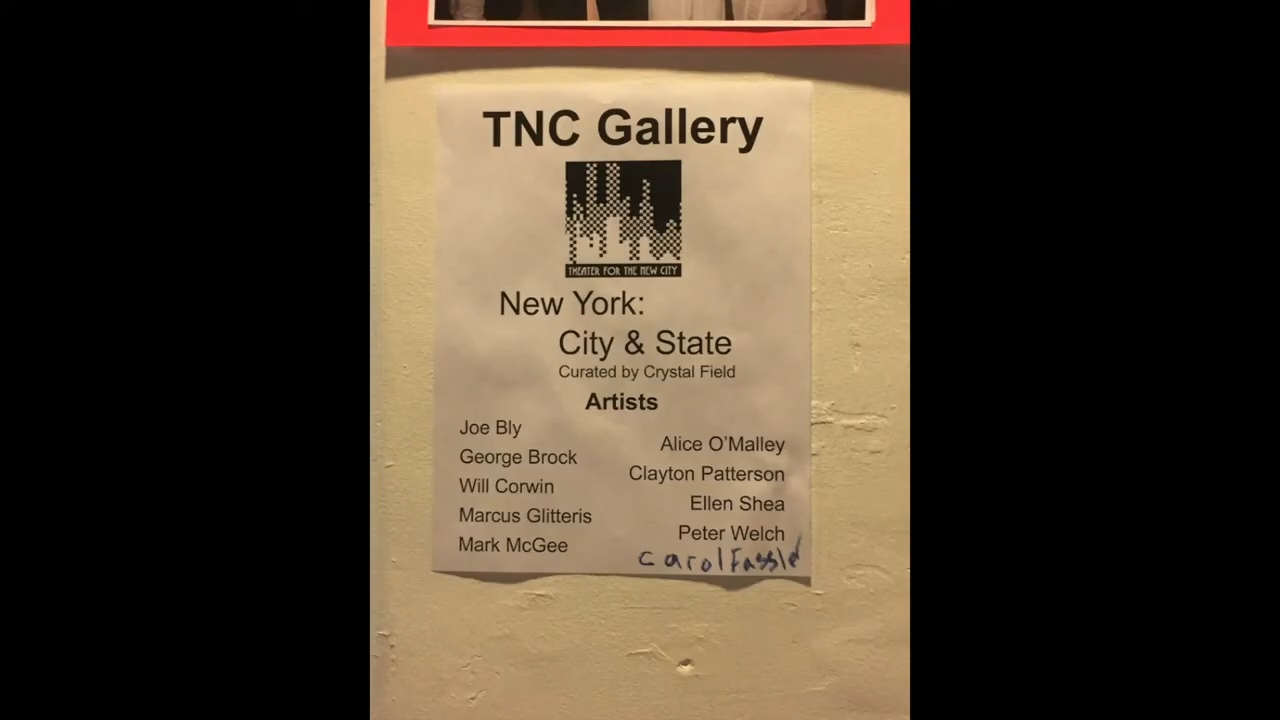 TNC Gallery
THEATER FOR THE NEW CITY
New York:
City & State
Curated by Crystal Field
Artists
Joe Bly
George Brock
Will Corwin
Marcus Glitteris
Mark McGee
Alice O’Malley
Clayton Patterson
Ellen Shea
Peter Welch
Carol